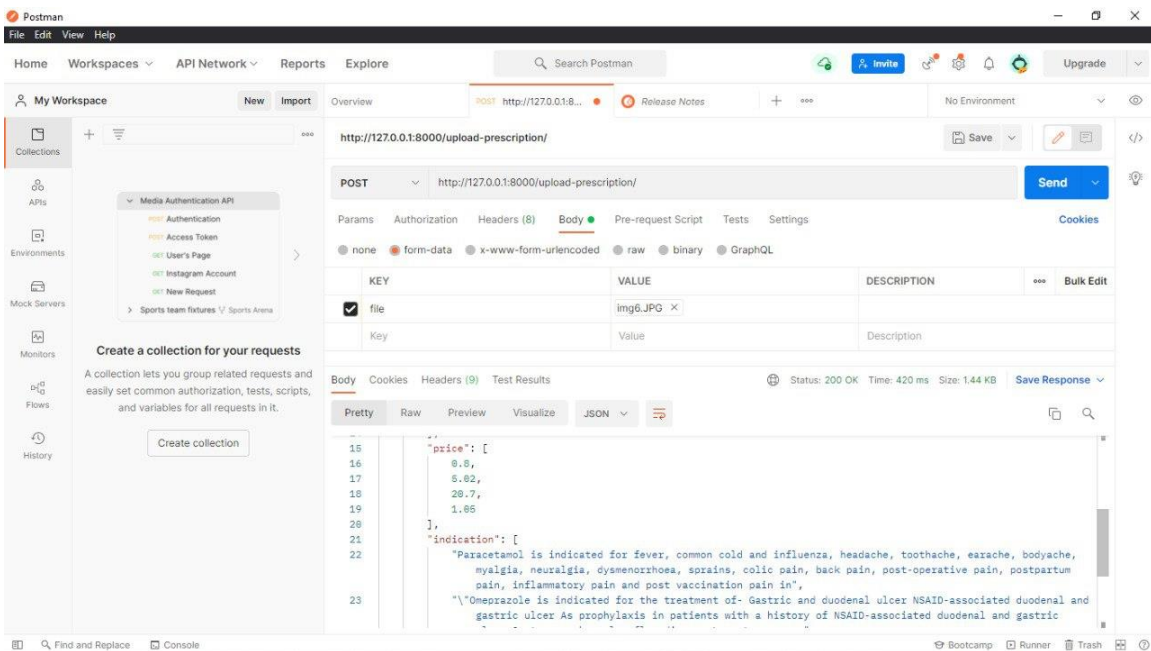 Postman
File Edit View Help
Home Workspaces API Network Reports Explore Search Postman Invite Upgrade
My Workspace New Import Overview POST http://127.0.0.1:8... Release Notes No Environment
Collections
APIs
Environments
Mock Servers
Monitors
Flows
History
Media Authentication API
POST Authentication
POST Access Token
GET User's Page
GET Instagram Account
GET New Request
Sports team fixtures Sports Arena
Create a collection for your requests
A collection lets you group related requests and
easily set common authorization, tests, scripts,
and variables for all requests in it.
Create collection
http://127.0.0.1:8000/upload-prescription/ Save
POST http://127.0.0.1:8000/upload-prescription/ Send
Params Authorization Headers (8) Body Pre-request Script Tests Settings Cookies
none form-data x-www-form-urlencoded raw binary GraphQL
KEY VALUE DESCRIPTION Bulk Edit
file img6.JPG
Key Value Description
Body Cookies Headers (9) Test Results Status: 200 OK Time: 420 ms Size: 1.44 KB Save Response
Pretty Raw Preview Visualize JSON
15 "price": [
16 0.8,
17 5.02,
18 20.7,
19 1.06
20 ],
21 "indication": [
22 "Paracetamol is indicated for fever, common cold and influenza, headache, toothache, earache, bodyache,
myalgia, neuralgia, dysmenorrhoea, sprains, colic pain, back pain, post-operative pain, postpartum
pain, inflammatory pain and post vaccination pain in",
23 "\"Omeprazole is indicated for the treatment of- Gastric and duodenal ulcer NSAID-associated duodenal and
gastric ulcer As prophylaxis in patients with a history of NSAID-associated duodenal and gastric
Find and Replace Console Bootcamp Runner Trash